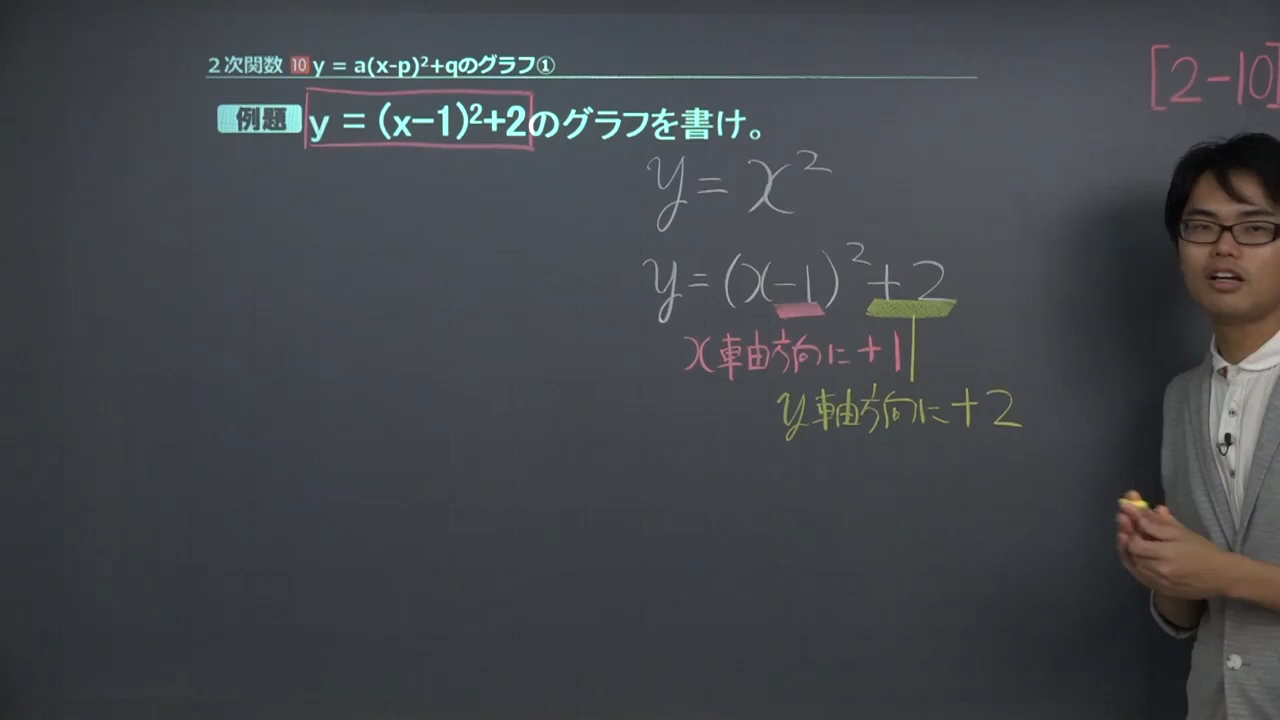 2次関数 10 y = a(x-p)²+qのグラフ①
[2-10]
例題 y = (x-1)²+2のグラフを書け。
y=x²
y=(x-1)²+2
x軸方向に+1
y軸方向に+2